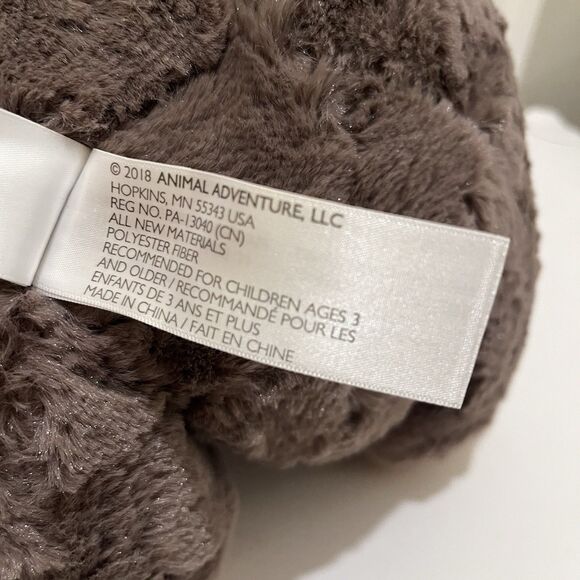 © 2018 ANIMAL ADVENTURE, LLC
HOPKINS, MN 55343 USA
REG NO. PA-13040 (CN)
ALL NEW MATERIALS
POLYESTER FIBER
RECOMMENDED FOR CHILDREN AGES 3
AND OLDER / RECOMMANDÉ POUR LES
ENFANTS DE 3 ANS ET PLUS
MADE IN CHINA / FAIT EN CHINE